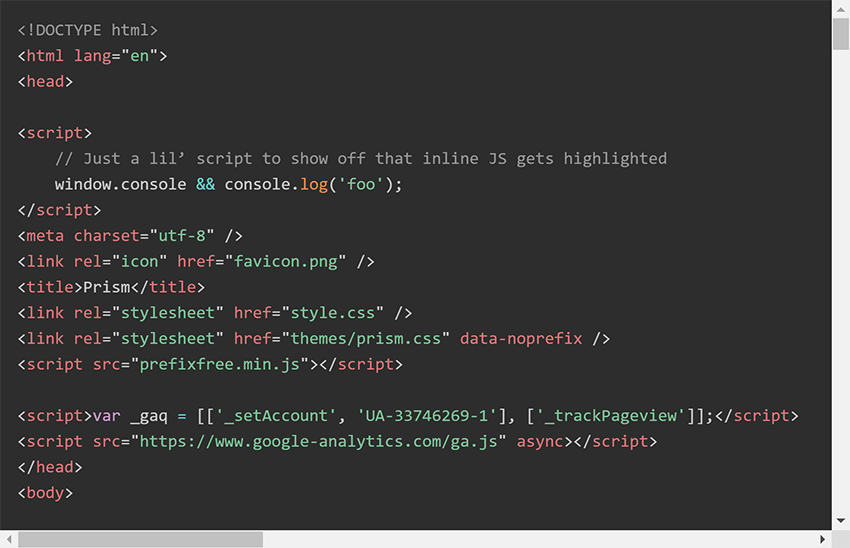 <!DOCTYPE html>
<html lang="en">
<head>

<script>
    // Just a lil’ script to show off that inline JS gets highlighted
    window.console && console.log('foo');
</script>
<meta charset="utf-8" />
<link rel="icon" href="favicon.png" />
<title>Prism</title>
<link rel="stylesheet" href="style.css" />
<link rel="stylesheet" href="themes/prism.css" data-noprefix />
<script src="prefixfree.min.js"></script>

<script>var _gaq = [['_setAccount', 'UA-33746269-1'], ['_trackPageview']];</script>
<script src="https://www.google-analytics.com/ga.js" async></script>
</head>
<body>